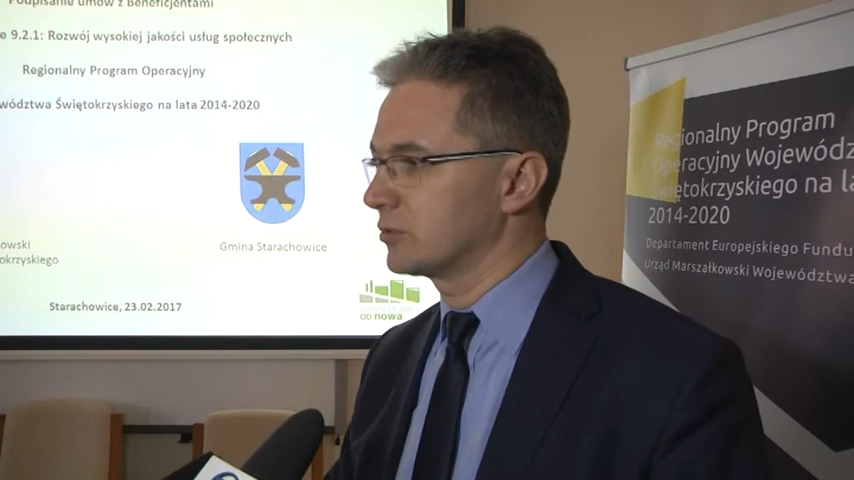 Podpisanie umów z Beneficjentami
e 9.2.1: Rozwój wysokiej jakości usług społecznych
Regionalny Program Operacyjny
wództwa Świętokrzyskiego na lata 2014-2020
owski
okrzyskiego
Gmina Starachowice
Starachowice, 23.02.2017
OD nowa
Regionalny Program
Operacyjny Wojewódz
Świętokrzyskiego na la
2014-2020
Departament Europejskiego Fundu
Urząd Marszałkowski Województwa